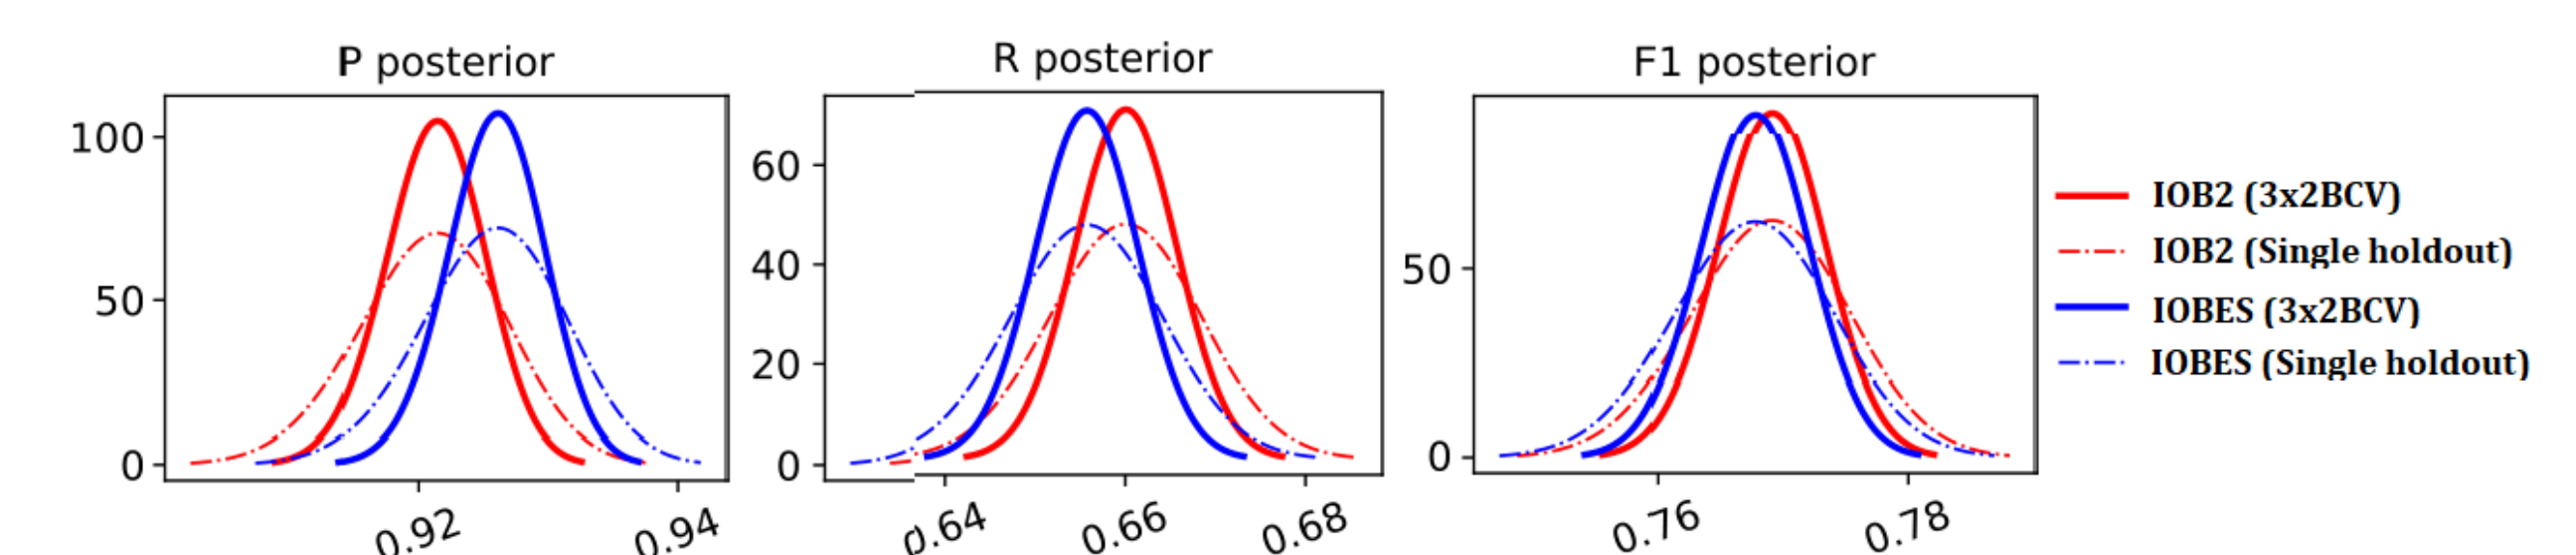 P posterior
100
50
0
0.92
0.94
R posterior
60
40
20
0
0.64
0.66
0.68
F1 posterior
50
0
0.76
0.78
IOB2 (3x2BCV)
IOB2 (Single holdout)
IOBES (3x2BCV)
IOBES (Single holdout)